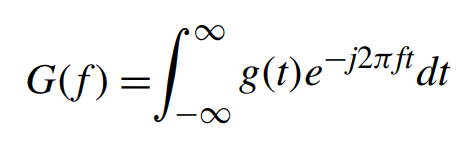 G(f) = ∫_{-∞}^{∞} g(t)e^{-j2πft}dt